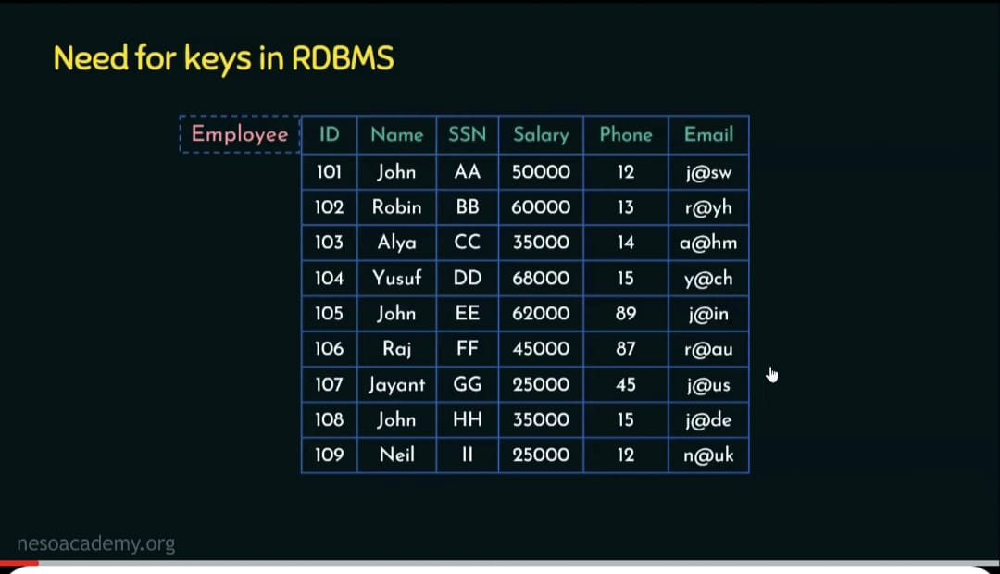 Need for keys in RDBMS
Employee ID Name SSN Salary Phone Email
101 John AA 50000 12 j@sw
102 Robin BB 60000 13 r@yh
103 Alya CC 35000 14 a@hm
104 Yusuf DD 68000 15 y@ch
105 John EE 62000 89 j@in
106 Raj FF 45000 87 r@au
107 Jayant GG 25000 45 j@us
108 John HH 35000 15 j@de
109 Neil II 25000 12 n@uk
nesoacademy.org